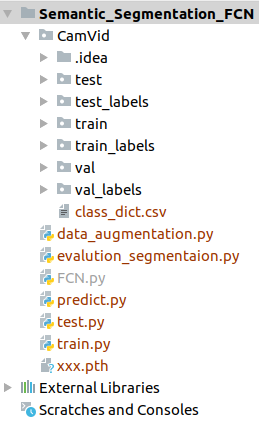 Semantic_Segmentation_FCN
CamVid
.idea
test
test_labels
train
train_labels
val
val_labels
class_dict.csv
data_augmentation.py
evalution_segmentaion.py
FCN.py
predict.py
test.py
train.py
xxx.pth
External Libraries
Scratches and Consoles